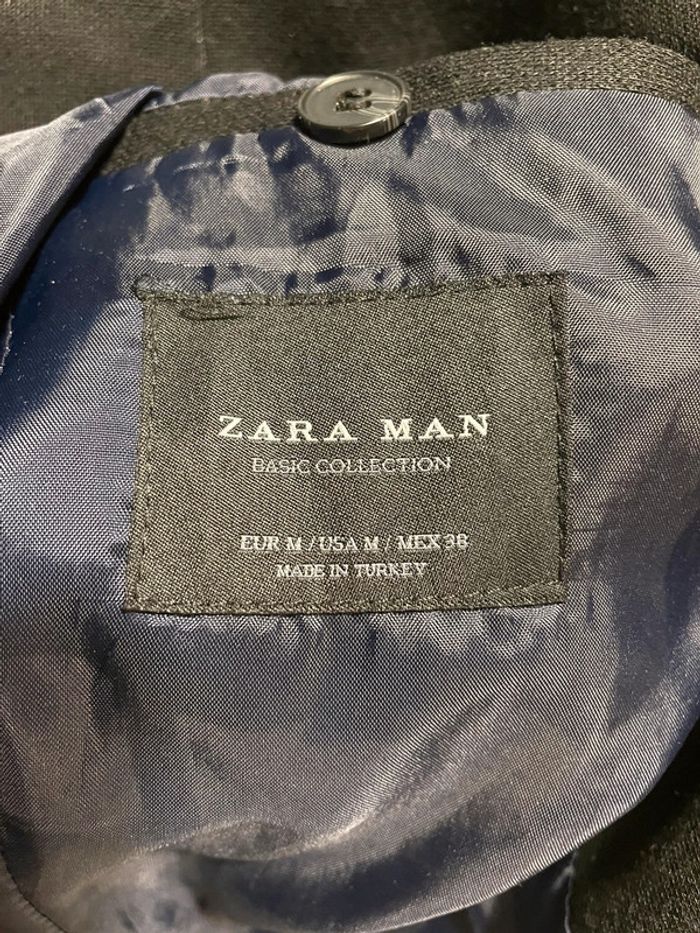 ZARA MAN
BASIC COLLECTION
EUR M / USA M / MEX 38
MADE IN TURKEY